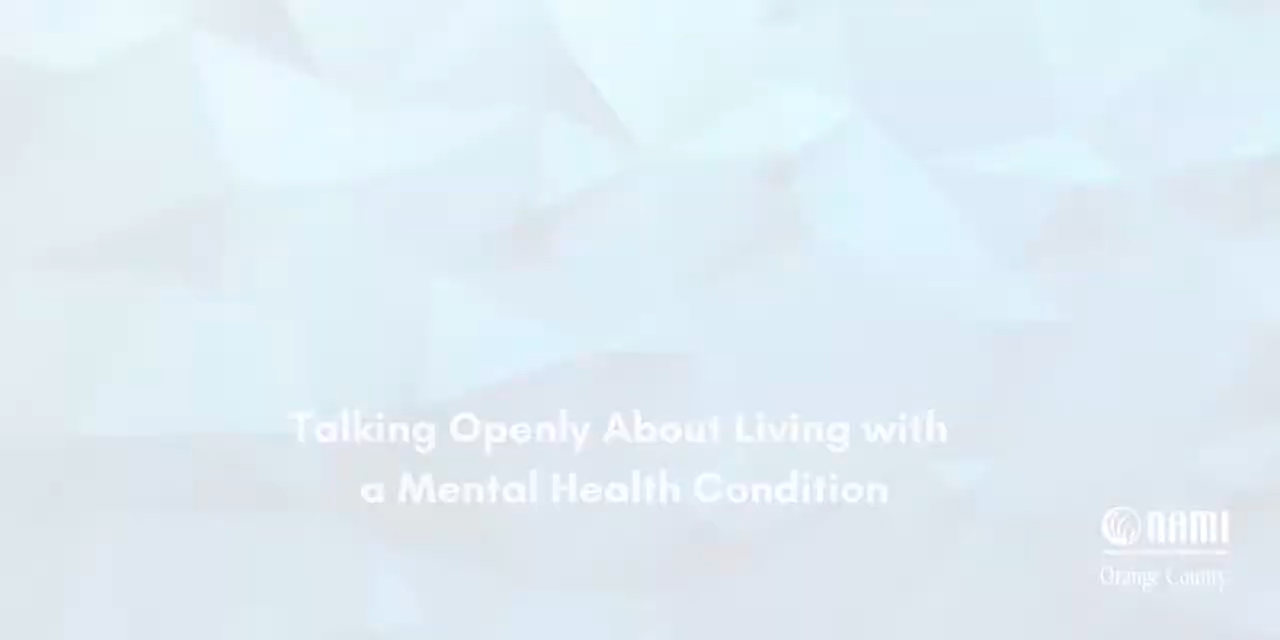 Talking Openly About Living with
a Mental Health Condition
NAMI
Orange County